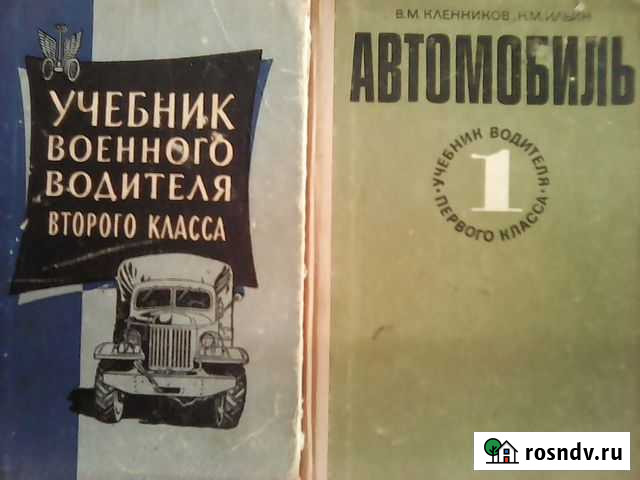 УЧЕБНИК
ВОЕННОГО
ВОДИТЕЛЯ
ВТОРОГО КЛАССА
В.М. КЛЕННИКОВ, Н.М. ИЛЬИН
АВТОМОБИЛЬ
УЧЕБНИК ВОДИТЕЛЯ
1
ПЕРВОГО КЛАССА
rosndv.ru